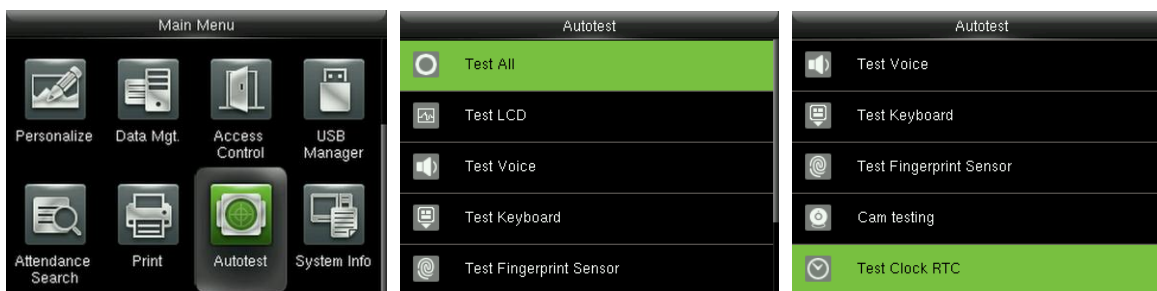 Main Menu
Personalize
Data Mgt.
Access
Control
USB
Manager
Attendance
Search
Print
Autotest
System Info
Autotest
Test All
Test LCD
Test Voice
Test Keyboard
Test Fingerprint Sensor
Autotest
Test Voice
Test Keyboard
Test Fingerprint Sensor
Cam testing
Test Clock RTC